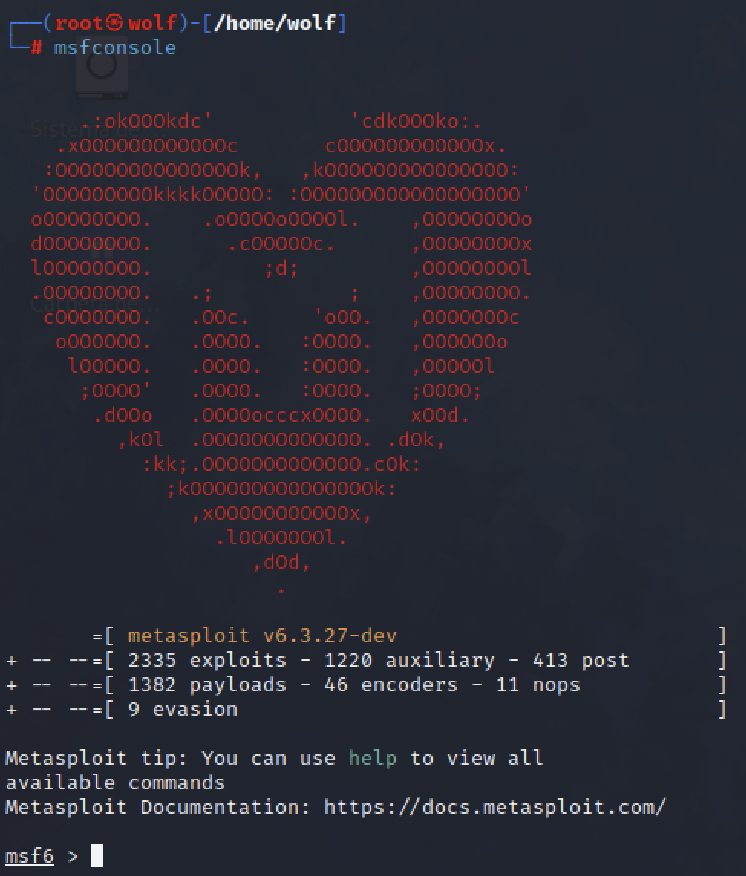 ┌──(root㉿wolf)-[/home/wolf]
└─# msfconsole
.:okOOOkdc'           'cdkOOOko:.
.xOOOOOOOOOOOOc       cOOOOOOOOOOOOx.
:OOOOOOOOOOOOOOOk,   ,kOOOOOOOOOOOOOOO:
'OOOOOOOOOkkkkOOOOO: :OOOOOOOOOOOOOOOOOO'
oOOOOOOOO.    .oOOOOoOOOOl.    ,OOOOOOOOo
dOOOOOOOO.      .cOOOOOc.      ,OOOOOOOOx
lOOOOOOOO.         ;d;         ,OOOOOOOOl
.OOOOOOOO.   .;           ;    ,OOOOOOOO.
cOOOOOOO.   .OOc.     'oOO.   ,OOOOOOOc
oOOOOOO.   .OOOO.   :OOOO.   ,OOOOOOo
lOOOOO.   .OOOO.   :OOOO.   ,OOOOOl
;OOOO'   .OOOO.   :OOOO.   ;OOOO;
.dOOo   .OOOOocccxOOOO.   xOOd.
,kOl  .OOOOOOOOOOOOO. .dOk,
:kk;.OOOOOOOOOOOOO.cOk:
;kOOOOOOOOOOOOOOOk:
,xOOOOOOOOOOOx,
.lOOOOOOOl.
,dOd,
.
=[ metasploit v6.3.27-dev                          ]
+ -- --=[ 2335 exploits - 1220 auxiliary - 413 post       ]
+ -- --=[ 1382 payloads - 46 encoders - 11 nops           ]
+ -- --=[ 9 evasion                                       ]
Metasploit tip: You can use help to view all
available commands
Metasploit Documentation: https://docs.metasploit.com/
msf6 >